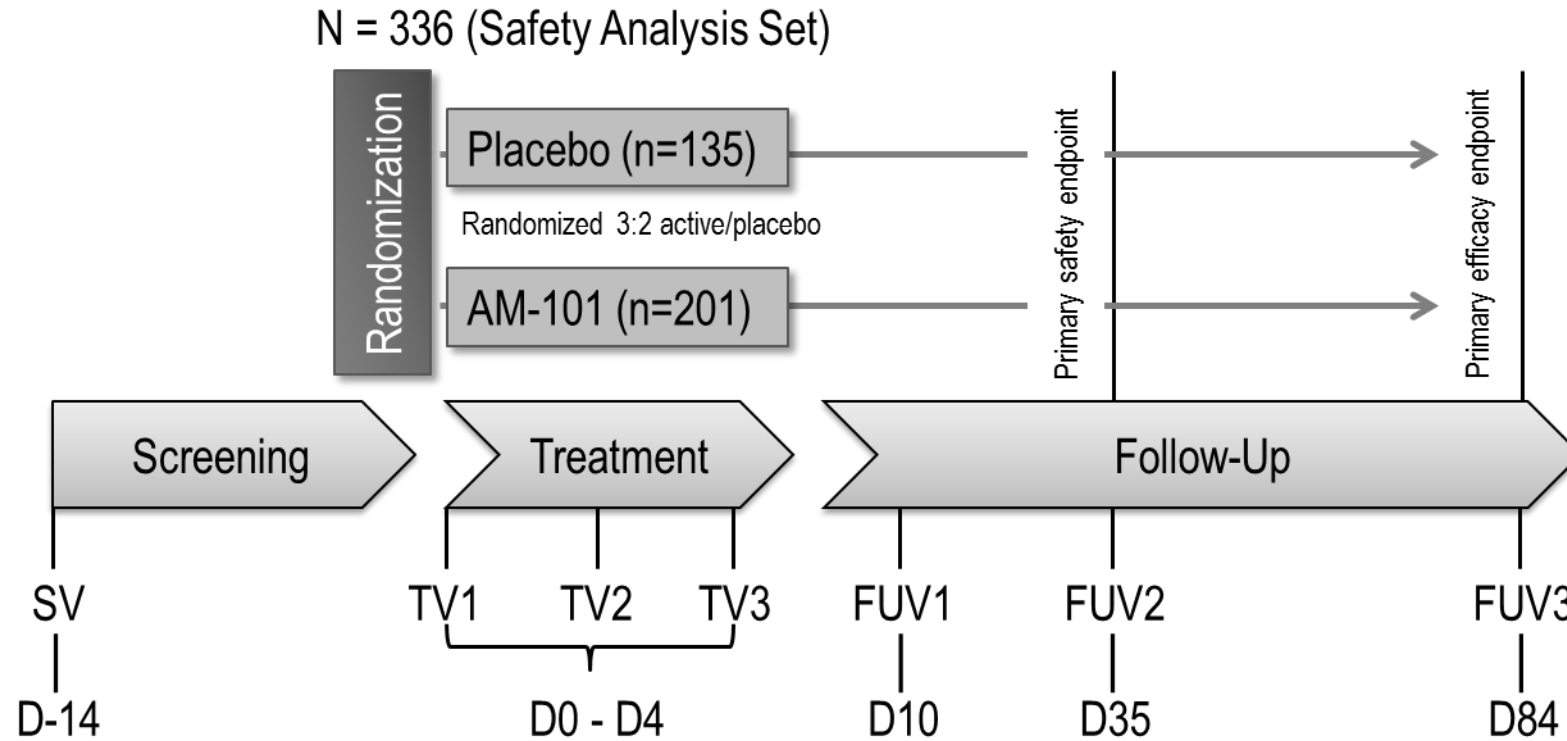 N = 336 (Safety Analysis Set)
Randomization
Placebo (n=135)
Randomized 3:2 active/placebo
AM-101 (n=201)
Primary safety endpoint
Primary efficacy endpoint
Screening
Treatment
Follow-Up
SV
TV1
TV2
TV3
FUV1
FUV2
FUV3
D-14
D0 - D4
D10
D35
D84